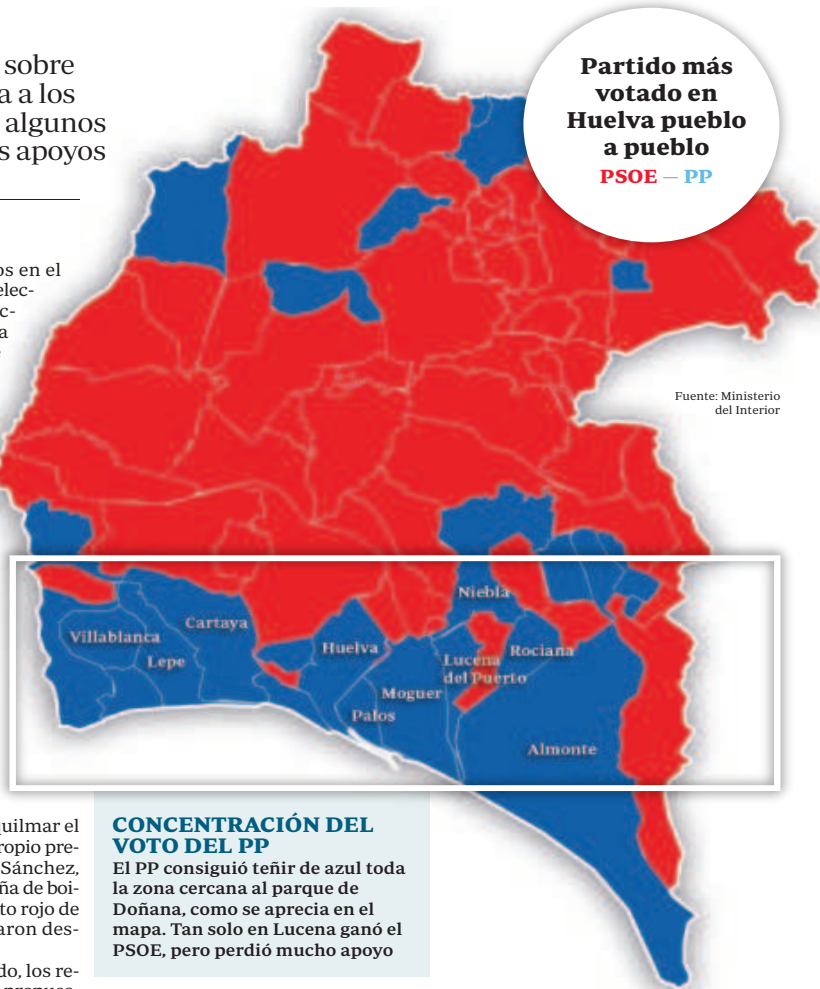 sobre
a a los
algunos
s apoyos
os en el
elec-
c-
a
Partido más
votado en
Huelva pueblo
a pueblo
PSOE — PP
Fuente: Ministerio
del Interior
Niebla
Cartaya
Villablanca
Lepe
Huelva
Rociana
Lucena
del Puerto
Moguer
Palos
Almonte
quilmar el
ropio pre-
Sánchez,
ña de boi-
to rojo de
aron des-
do, los re-
CONCENTRACIÓN DEL
VOTO DEL PP
El PP consiguió teñir de azul toda
la zona cercana al parque de
Doñana, como se aprecia en el
mapa. Tan solo en Lucena ganó el
PSOE, pero perdió mucho apoyo